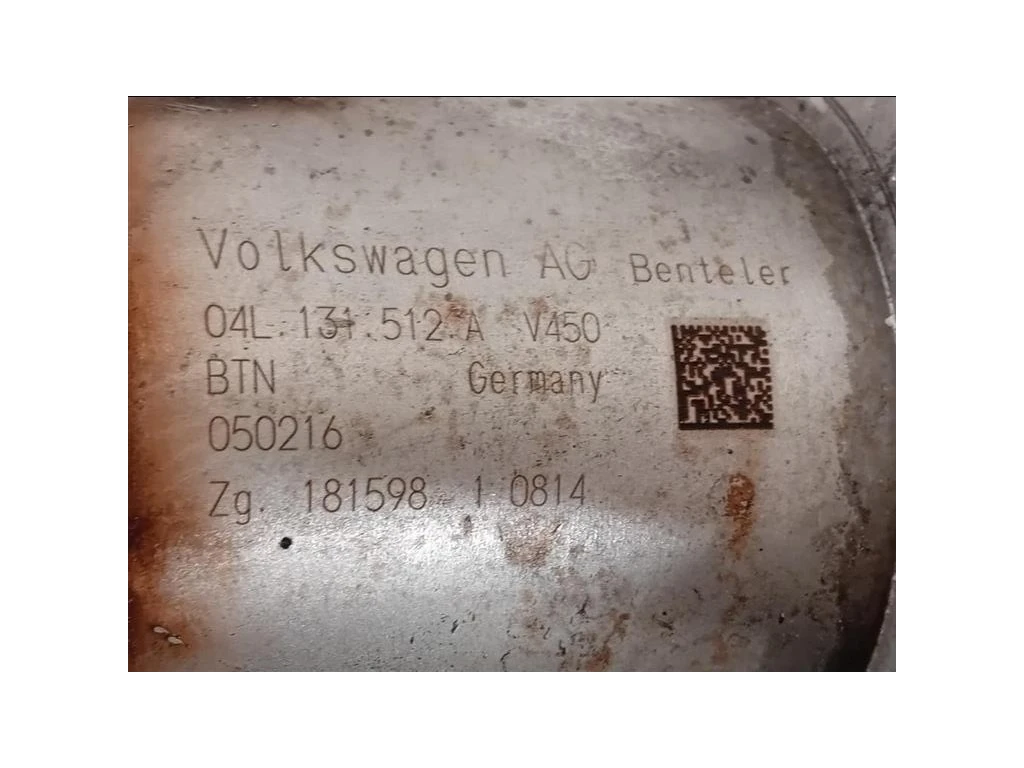 Volkswagen AG Benteler
04L.131.512.A V450
BTN Germany
050216
Zg. 181598 1 0814